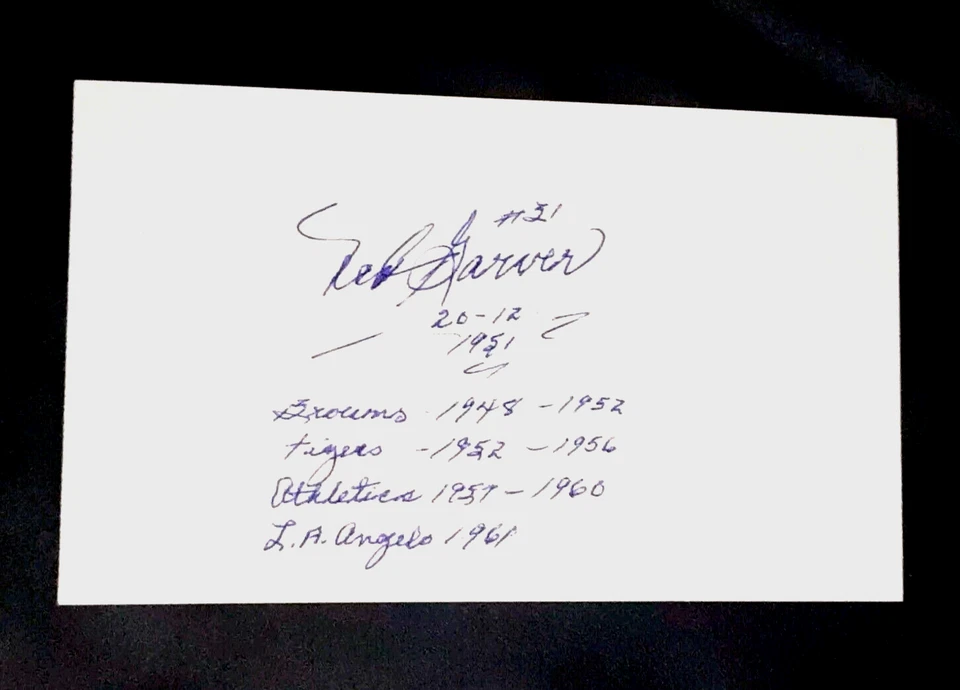 #31
Ned Garver
20-12
1951
Browns 1948 - 1952
Tigers - 1952 - 1956
Athletics 1957 - 1960
L.A. Angels 1961